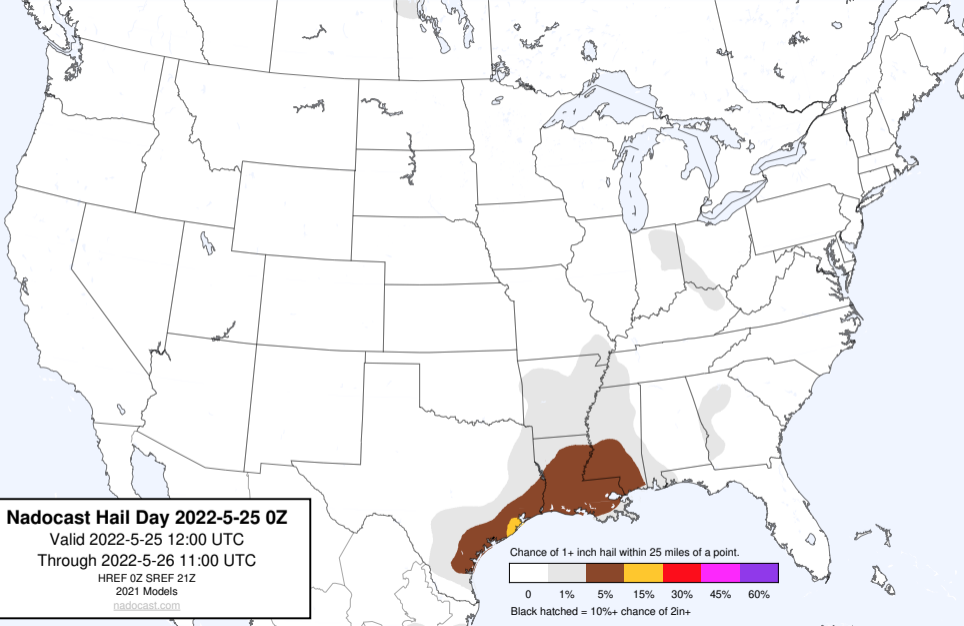 Nadocast Hail Day 2022-5-25 0Z
Valid 2022-5-25 12:00 UTC
Through 2022-5-26 11:00 UTC
HREF 0Z SREF 21Z
2021 Models
nadocast.com
Chance of 1+ inch hail within 25 miles of a point.
0 1% 5% 15% 30% 45% 60%
Black hatched = 10%+ chance of 2in+